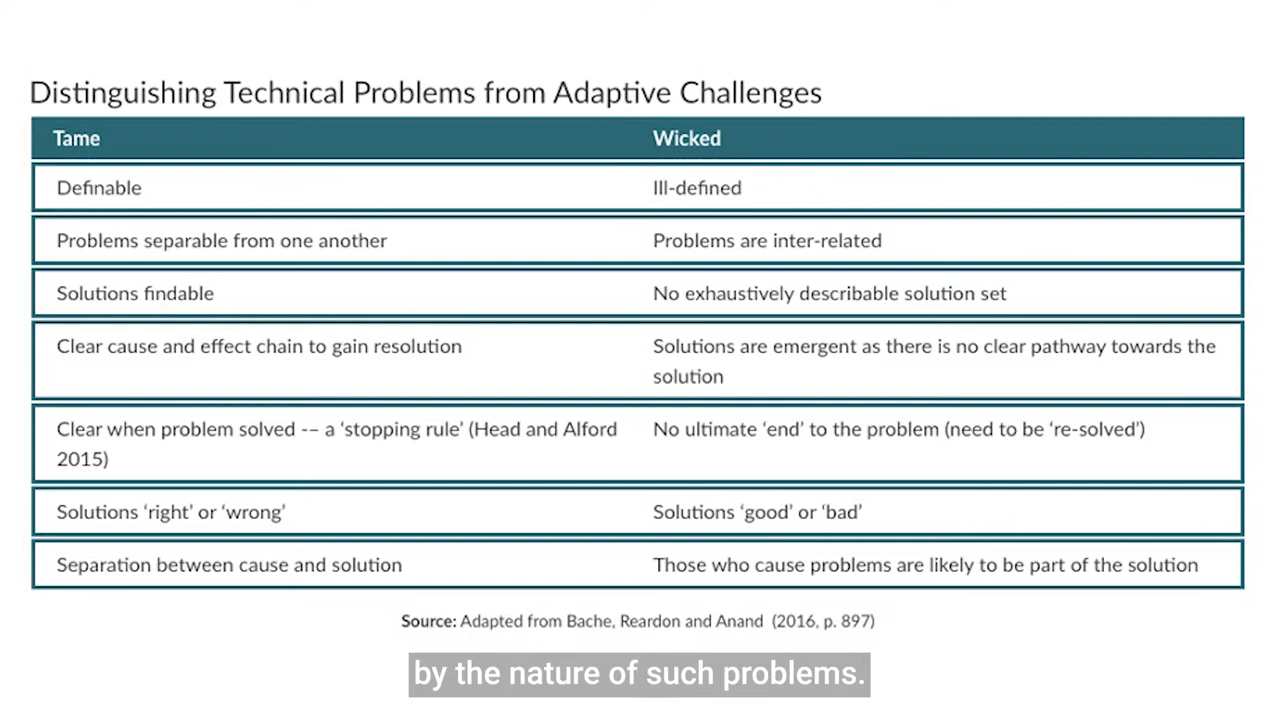 Distinguishing Technical Problems from Adaptive Challenges
Tame Wicked
Definable Ill-defined
Problems separable from one another Problems are inter-related
Solutions findable No exhaustively describable solution set
Clear cause and effect chain to gain resolution Solutions are emergent as there is no clear pathway towards the
solution
Clear when problem solved -– a ‘stopping rule’ (Head and Alford No ultimate ‘end’ to the problem (need to be ‘re-solved’)
2015)
Solutions ‘right’ or ‘wrong’ Solutions ‘good’ or ‘bad’
Separation between cause and solution Those who cause problems are likely to be part of the solution
Source: Adapted from Bache, Reardon and Anand (2016, p. 897)
by the nature of such problems.